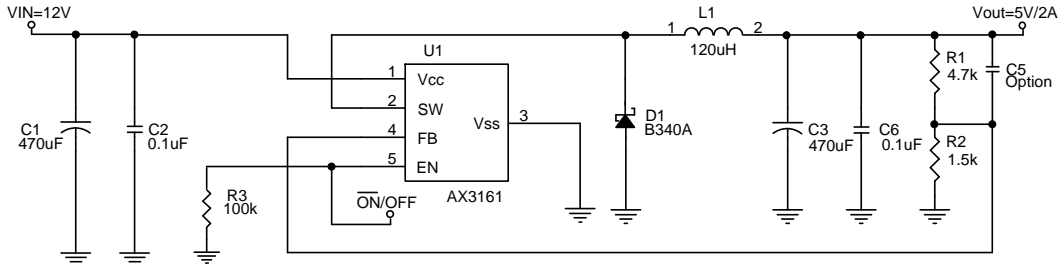 VIN=12V
Vout=5V/2A
L1
1
2
120uH
U1
1
Vcc
2
SW
4
FB
5
EN
Vss
3
AX3161
C1
470uF
C2
0.1uF
R3
100k
ON/OFF
D1
B340A
C3
470uF
C6
0.1uF
R1
4.7k
C5
Option
R2
1.5k